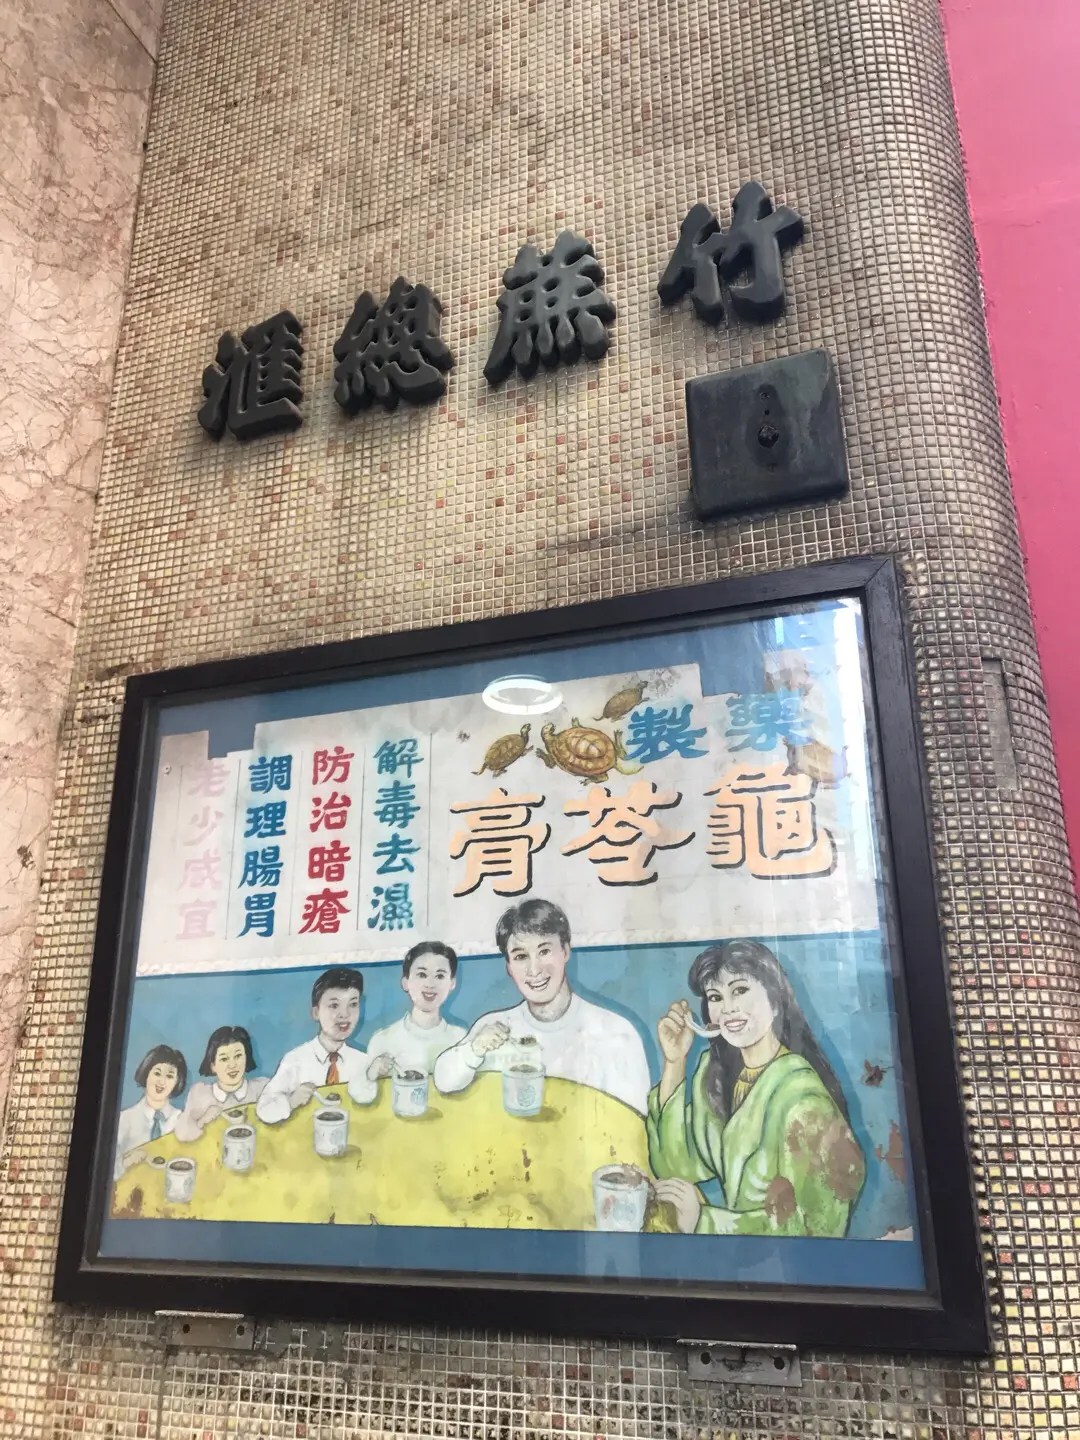 竹蔗總滙
藥製
龜苓膏
解毒去濕
防治暗瘡
調理腸胃
老少咸宜